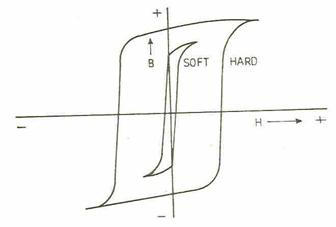 +
B SOFT HARD
- H +
-